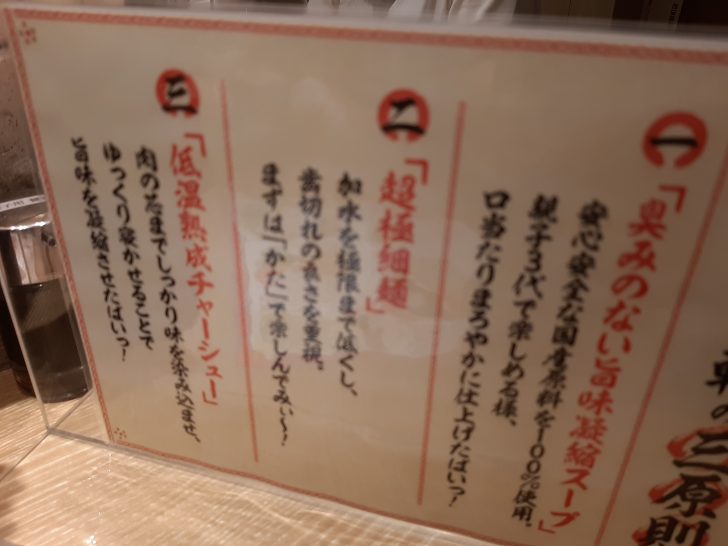 の三原則
一
「臭みのない旨味凝縮スープ」
安心安全な国産原料を100%使用。
親子3代で楽しめる様、
口当たりまろやかに仕上げたばいっ!
二
「超極細麺」
加水を極限まで低くし、
歯切れの良さを重視。
まずは「かた」で楽しんでみぃ〜!
三
「低温熟成チャーシュー」
肉の芯までしっかり味を染み込ませ、
ゆっくり寝かせることで
旨味を凝縮させたばいっ!